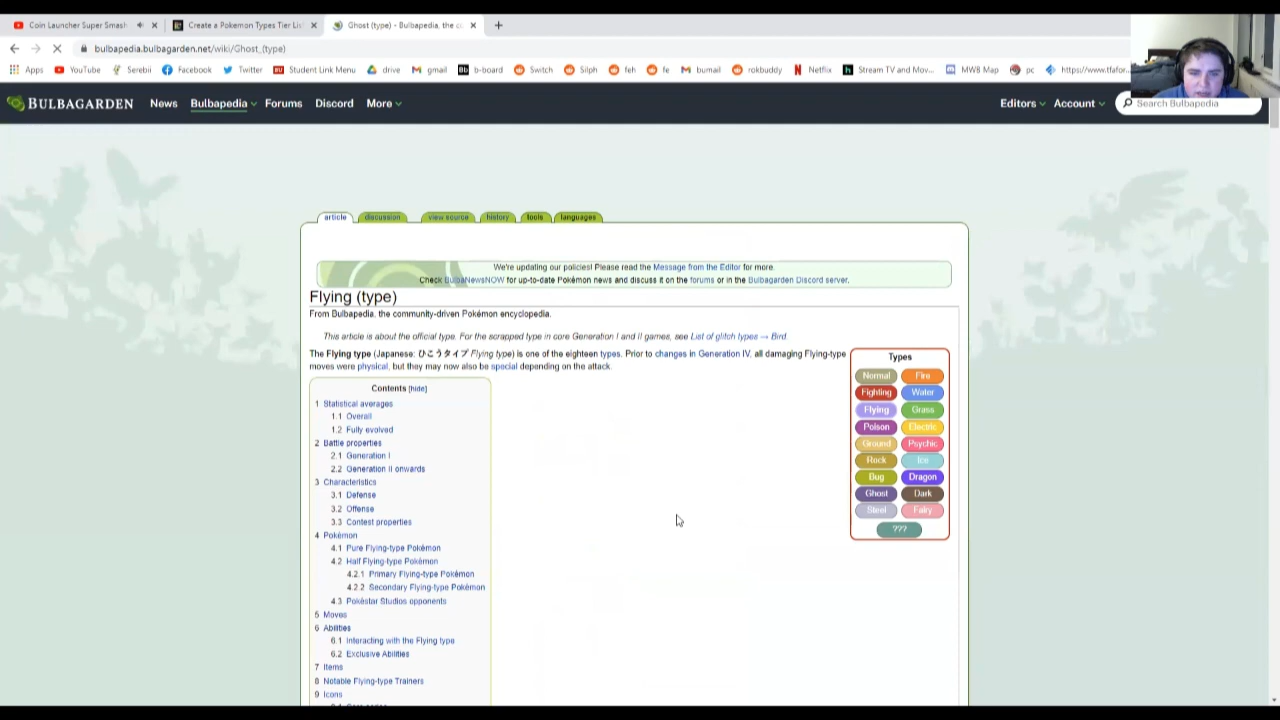 Coin Launcher Super Smash
Create a Pokemon Types Tier Lis
Ghost (type) - Bulbapedia, the c
bulbapedia.bulbagarden.net/wiki/Ghost_(type)
Apps YouTube Serebii Facebook Twitter Student Link Menu drive gmail b-board Switch Silph feh fe bumail rokbuddy Netflix Stream TV and Mov... MWB Map pc https://www.tfafor...
BULBAGARDEN News Bulbapedia Forums Discord More Editors Account Search Bulbapedia
article discussion view source history tools languages
We're updating our policies! Please read the Message from the Editor for more.
Check BulbaNewsNOW for up-to-date Pokémon news and discuss it on the forums or in the Bulbagarden Discord server.
Flying (type)
From Bulbapedia, the community-driven Pokémon encyclopedia.
This article is about the official type. For the scrapped type in core Generation I and II games, see List of glitch types → Bird.
The Flying type (Japanese: ひこうタイプ Flying type) is one of the eighteen types. Prior to changes in Generation IV, all damaging Flying-type
moves were physical, but they may now also be special depending on the attack.
Contents [hide]
1 Statistical averages
1.1 Overall
1.2 Fully evolved
2 Battle properties
2.1 Generation I
2.2 Generation II onwards
3 Characteristics
3.1 Defense
3.2 Offense
3.3 Contest properties
4 Pokémon
4.1 Pure Flying-type Pokémon
4.2 Half Flying-type Pokémon
4.2.1 Primary Flying-type Pokémon
4.2.2 Secondary Flying-type Pokémon
4.3 Pokéstar Studios opponents
5 Moves
6 Abilities
6.1 Interacting with the Flying type
6.2 Exclusive Abilities
7 Items
8 Notable Flying-type Trainers
9 Icons
Types
Normal Fire
Fighting Water
Flying Grass
Poison Electric
Ground Psychic
Rock Ice
Bug Dragon
Ghost Dark
Steel Fairy
???